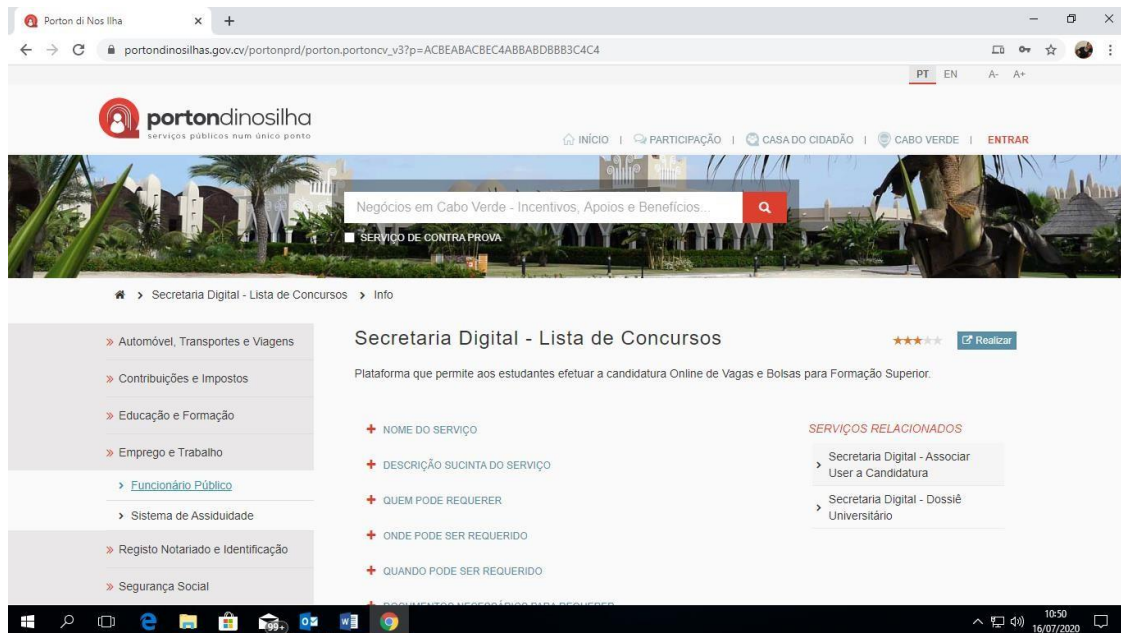 Porton di Nos Ilha
portondinosilhas.gov.cv/portonprd/porton.portoncv_v3?p=ACBEABACBEC4ABBABDBBB3C4C4
PT EN A- A+
portondinosilha
serviços públicos num único ponto
INÍCIO | PARTICIPAÇÃO | CASA DO CIDADÃO | CABO VERDE | ENTRAR
Negócios em Cabo Verde - Incentivos, Apoios e Benefícios...
SERVIÇO DE CONTRA PROVA
> Secretaria Digital - Lista de Concursos > Info
» Automóvel, Transportes e Viagens
» Contribuições e Impostos
» Educação e Formação
» Emprego e Trabalho
> Funcionário Público
> Sistema de Assiduidade
» Registo Notariado e Identificação
» Segurança Social
Secretaria Digital - Lista de Concursos
Realizar
Plataforma que permite aos estudantes efetuar a candidatura Online de Vagas e Bolsas para Formação Superior.
+ NOME DO SERVIÇO
+ DESCRIÇÃO SUCINTA DO SERVIÇO
+ QUEM PODE REQUERER
+ ONDE PODE SER REQUERIDO
+ QUANDO PODE SER REQUERIDO
+ DOCUMENTOS NECESSÁRIOS PARA REQUERER
SERVIÇOS RELACIONADOS
> Secretaria Digital - Associar
User a Candidatura
> Secretaria Digital - Dossiê
Universitário
99+
10:50
16/07/2020